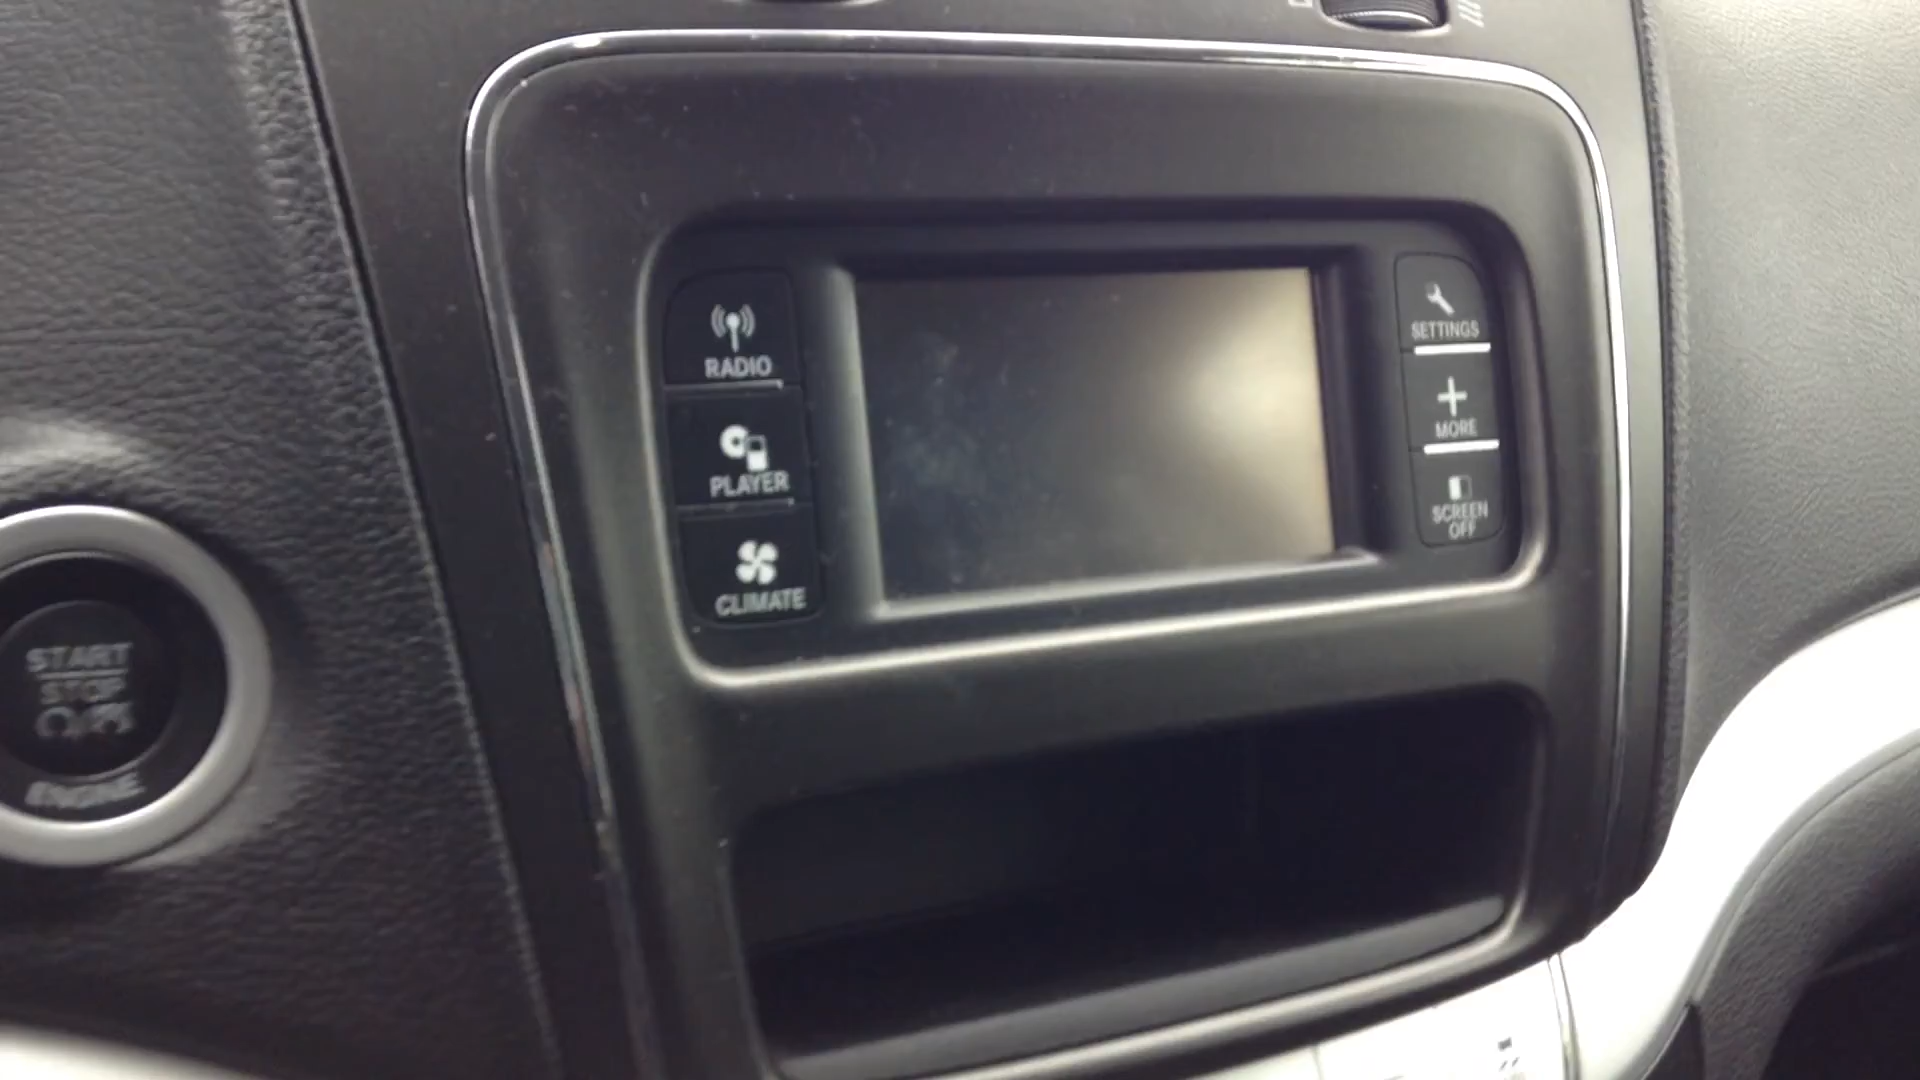 RADIO
PLAYER
CLIMATE
SETTINGS
MORE
SCREEN
OFF
START
STOP
ENGINE